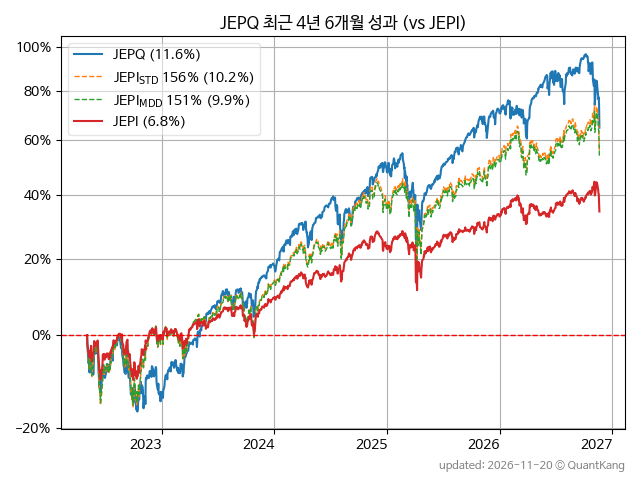 JEPQ 최근 4년 6개월 성과 (vs JEPI)
100%
80%
60%
40%
20%
0%
−20%
JEPQ (11.6%)
JEPISTD 156% (10.2%)
JEPIMDD 151% (9.9%)
JEPI (6.8%)
2023
2024
2025
2026
2027
updated: 2026-11-20 © QuantKang